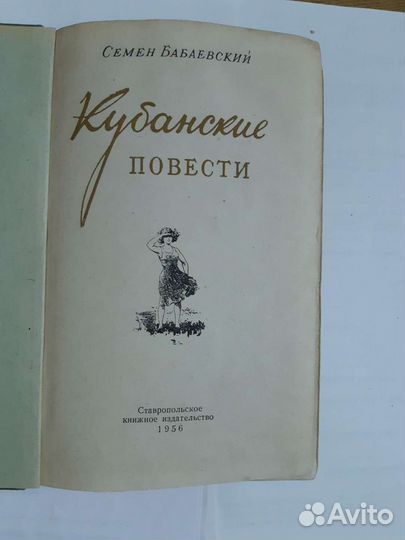 Семен Бабаевский
Кубанские
ПОВЕСТИ
Ставропольское
книжное издательство
1956
Avito